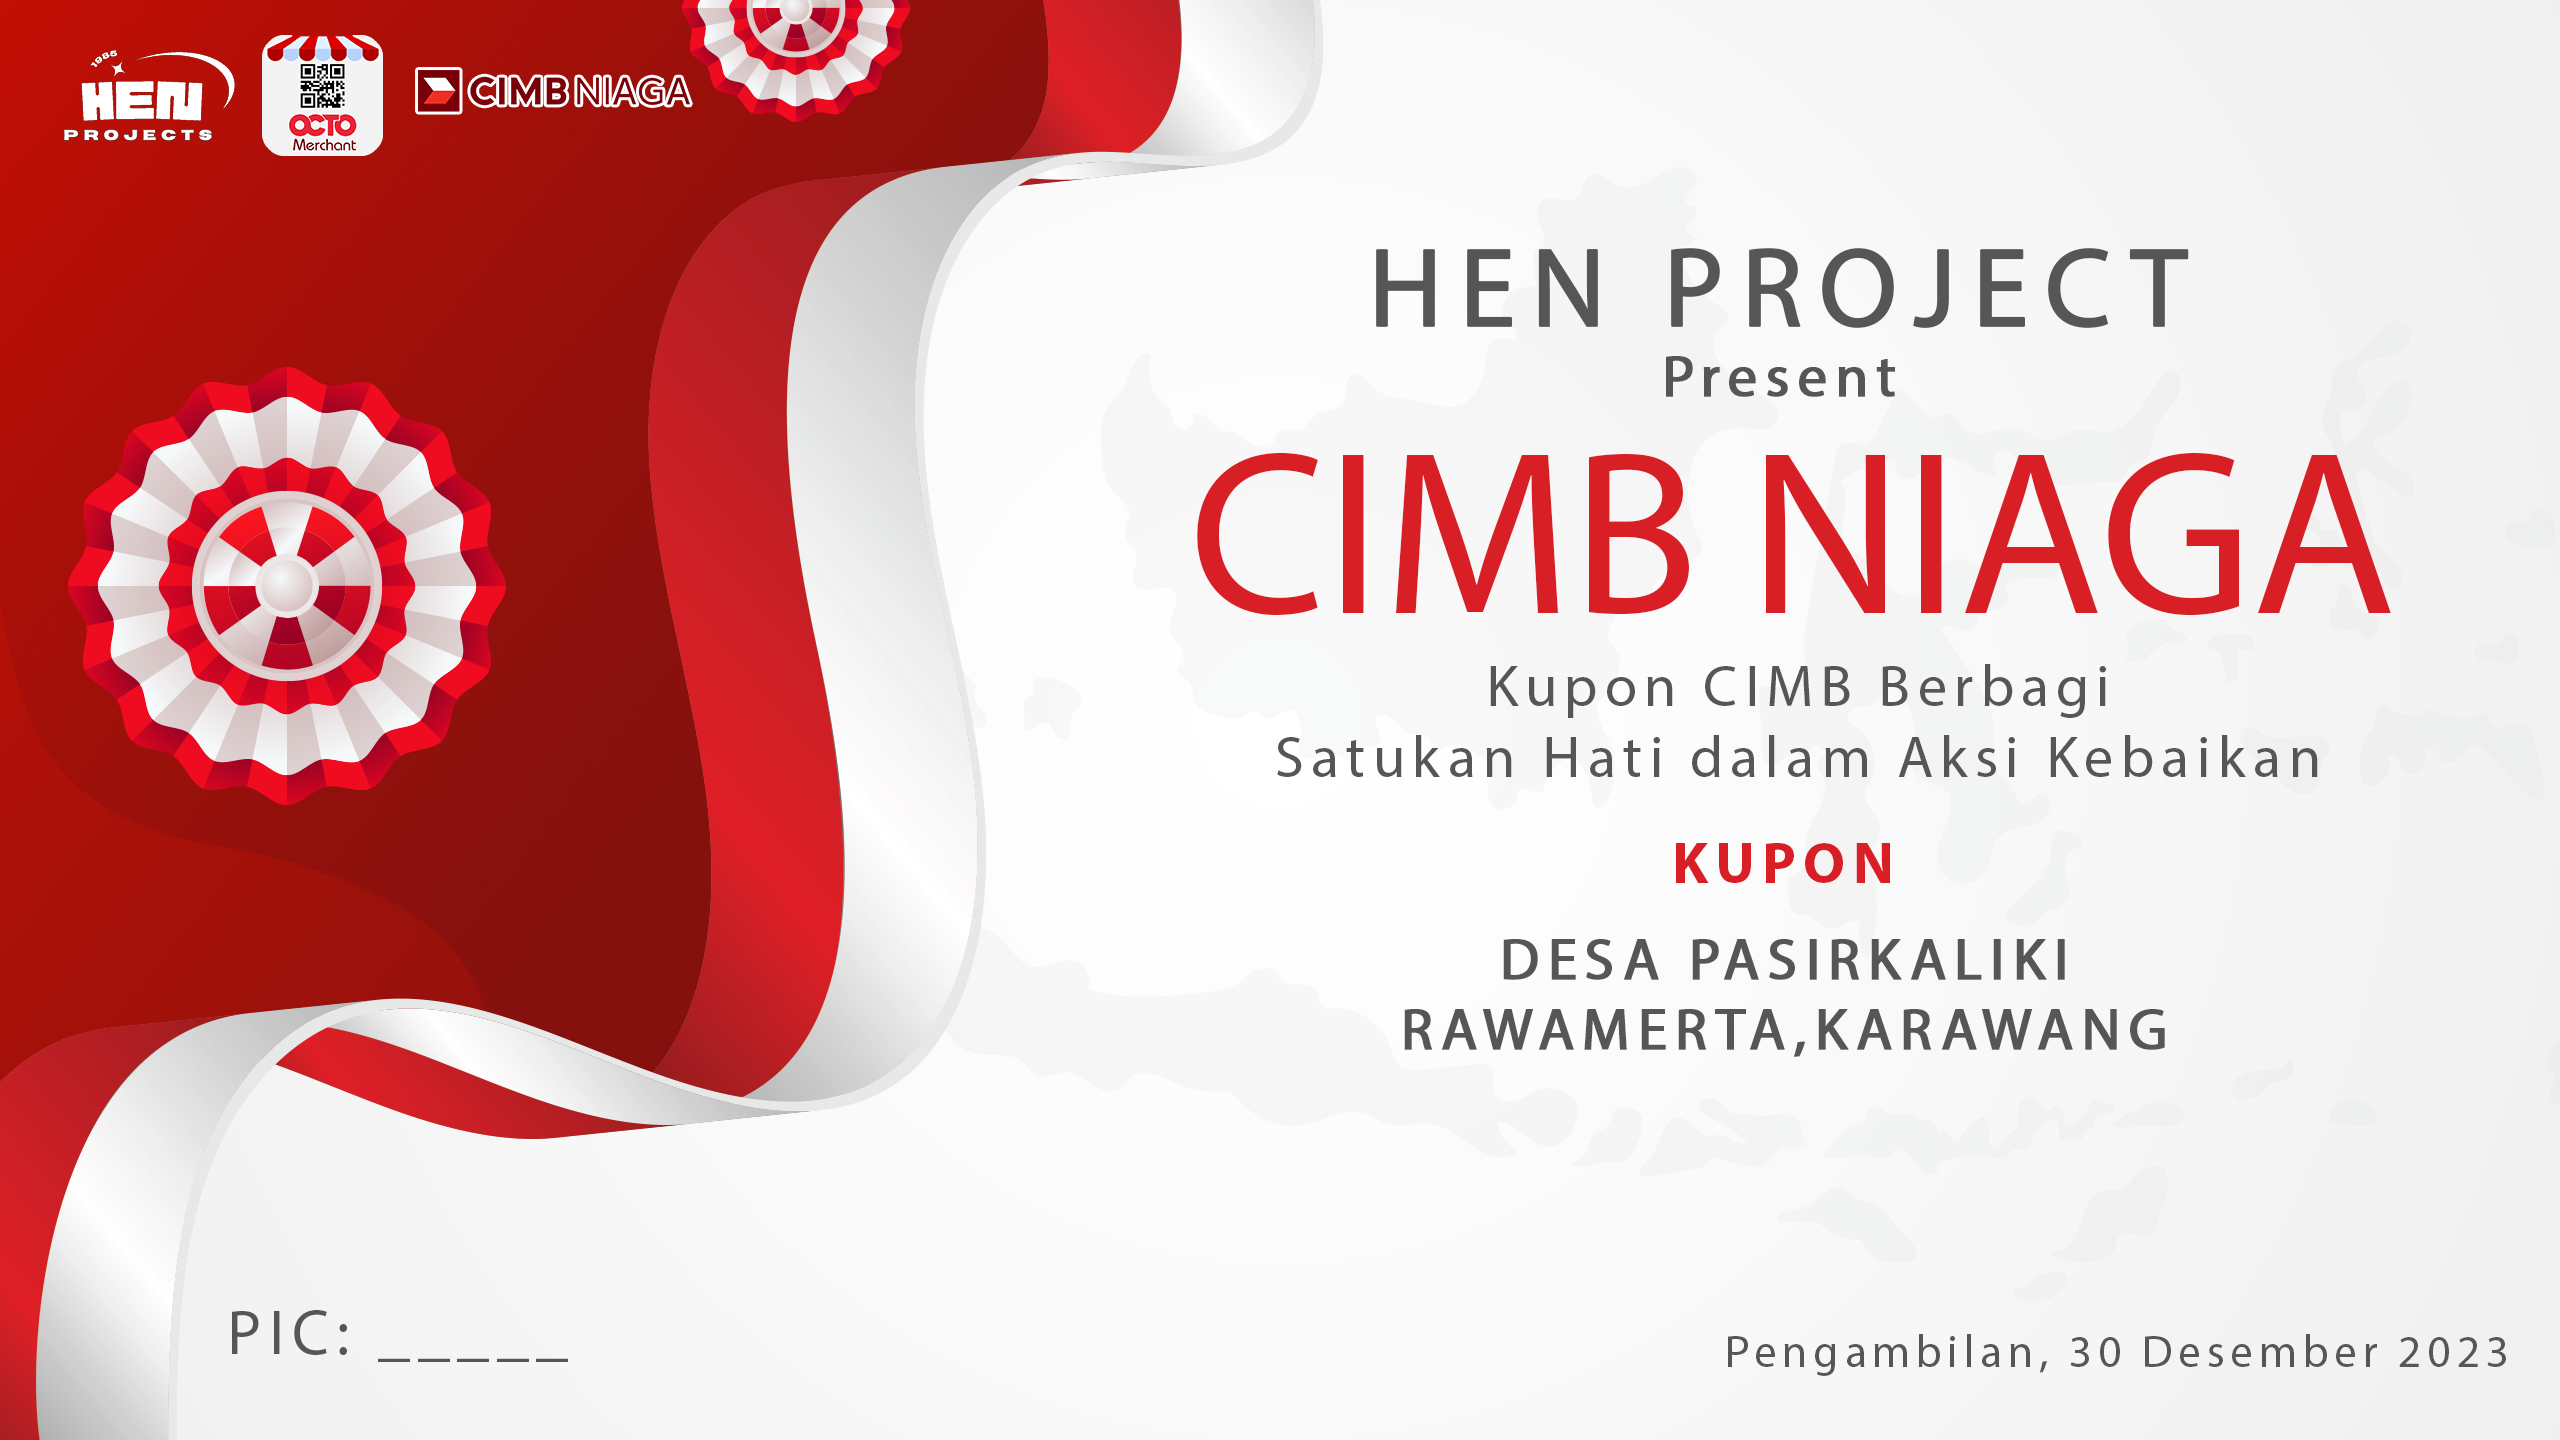 1985
HEN
PROJECTS
OCTO
Merchant
CIMB NIAGA
HEN PROJECT
Present
CIMB NIAGA
Kupon CIMB Berbagi
Satukan Hati dalam Aksi Kebaikan
KUPON
DESA PASIRKALIKI
RAWAMERTA,KARAWANG
PIC: _____
Pengambilan, 30 Desember 2023